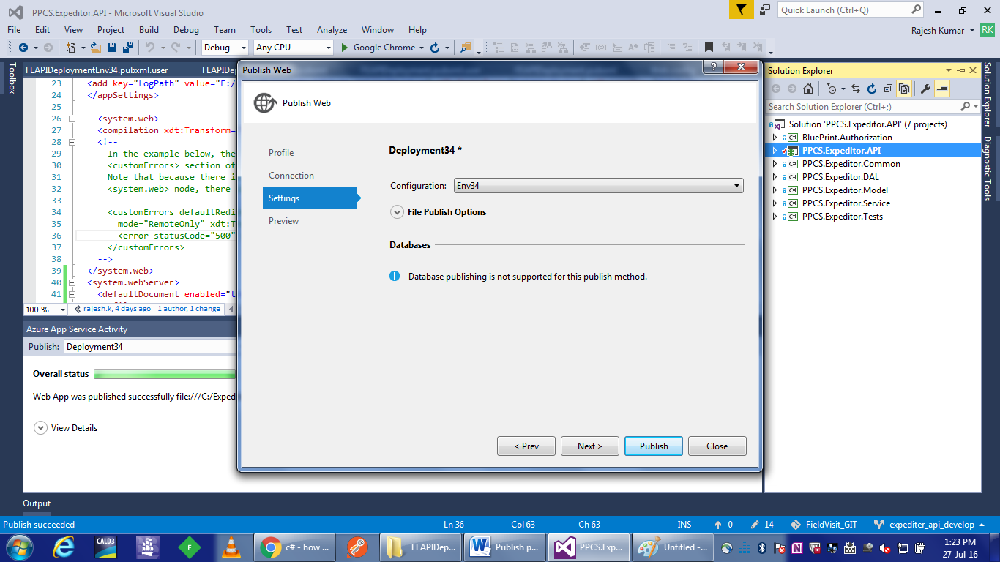 PPCS.Expeditor.API - Microsoft Visual Studio
Quick Launch (Ctrl+Q)
File Edit View Project Build Debug Team Tools Test Analyze Window Help
Rajesh Kumar RK
Debug Any CPU Google Chrome
Toolbox
FEAPIDeploymentEnv34.pubxml.user FEAPIDe
23 <add key="LogPath" value="F:/
24 </appSettings>
25
26 <system.web>
27 <compilation xdt:Transform=
28 <!--
29 In the example below, the
30 <customErrors> section of
31 Note that because there i
32 <system.web> node, there
33
34 <customErrors defaultRedi
35 mode="RemoteOnly" xdt:T
36 <error statusCode="500"
37 </customErrors>
38 -->
39 </system.web>
40 <system.webServer>
41 <defaultDocument enabled="t
100 % rajesh.k, 4 days ago | 1 author, 1 change
Azure App Service Activity
Publish: Deployment34
Overall status
Web App was published successfully file:///C:/Exped
View Details
Output
Publish Web
?
Publish Web
Profile
Connection
Settings
Preview
Deployment34 *
Configuration: Env34
File Publish Options
Databases
Database publishing is not supported for this publish method.
< Prev Next > Publish Close
Solution Explorer
Search Solution Explorer (Ctrl+;)
Solution 'PPCS.Expeditor.API' (7 projects)
C# BluePrint.Authorization
PPCS.Expeditor.API
C# PPCS.Expeditor.Common
C# PPCS.Expeditor.DAL
C# PPCS.Expeditor.Model
C# PPCS.Expeditor.Service
C# PPCS.Expeditor.Tests
Solution Explorer
Diagnostic Tools
Publish succeeded Ln 36 Col 63 Ch 63 INS 0 14 FieldVisit_GIT expediter_api_develop
CALD3 F c# - how ... FEAPIDep... Publish p... PPCS.Exp... Untitled -... N
1:23 PM
27-Jul-16